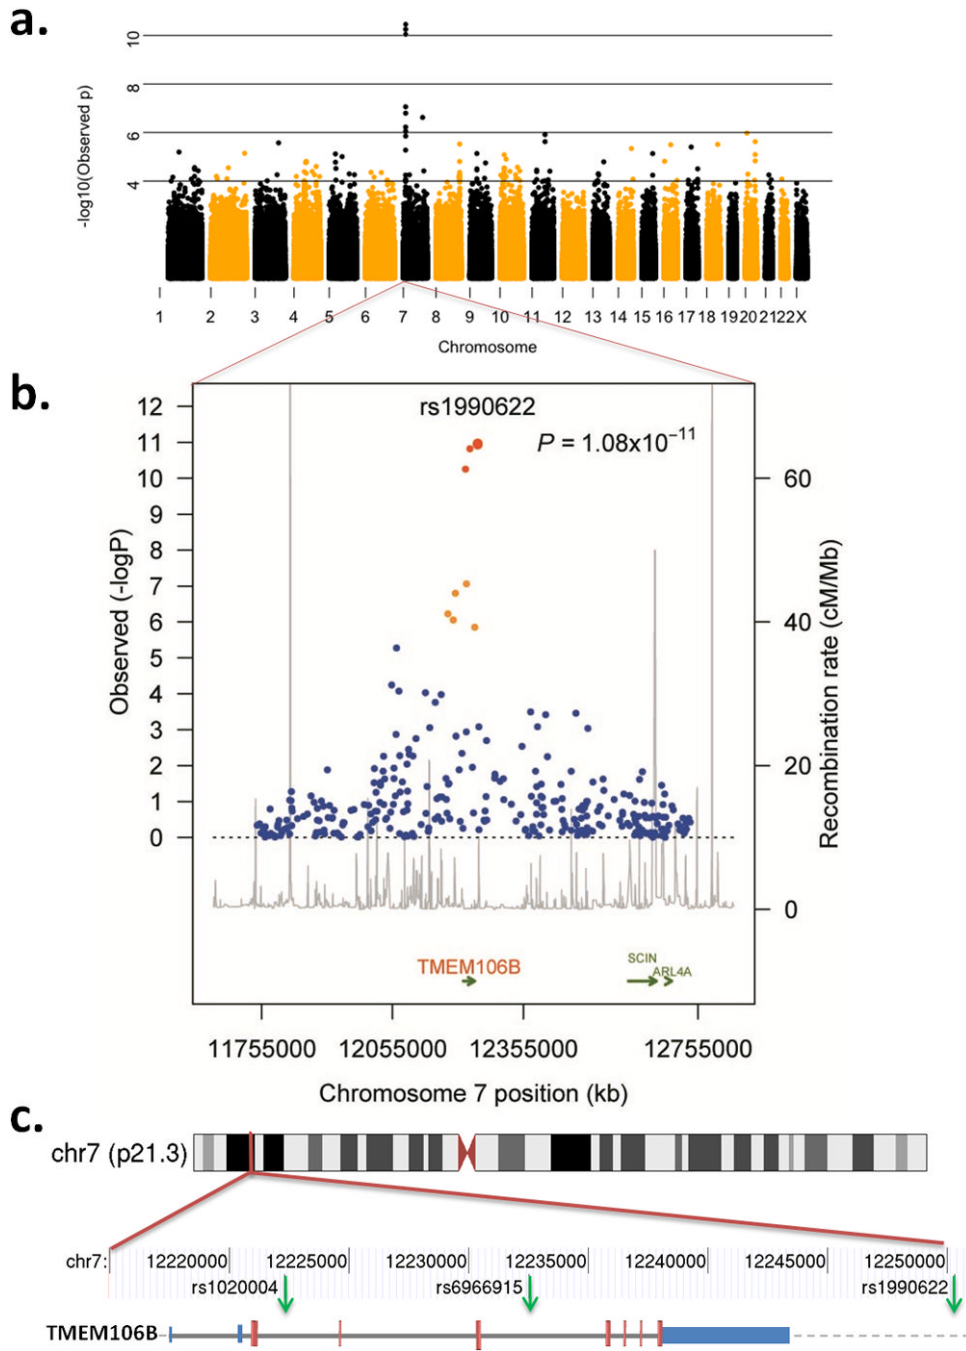 a.
10
8
6
4
-log10(Observed p)
1 2 3 4 5 6 7 8 9 10 11 12 13 14 15 16 17 18 19 20 21 22 X
Chromosome
b.
rs1990622
P = 1.08x10⁻¹¹
12
11
10
9
8
7
6
5
4
3
2
1
0
Observed (-logP)
60
40
20
0
Recombination rate (cM/Mb)
TMEM106B
SCIN
ARL4A
11755000 12055000 12355000 12755000
Chromosome 7 position (kb)
c.
chr7 (p21.3)
chr7: 12220000 12225000 12230000 12235000 12240000 12245000 12250000
rs1020004 rs6966915 rs1990622
TMEM106B